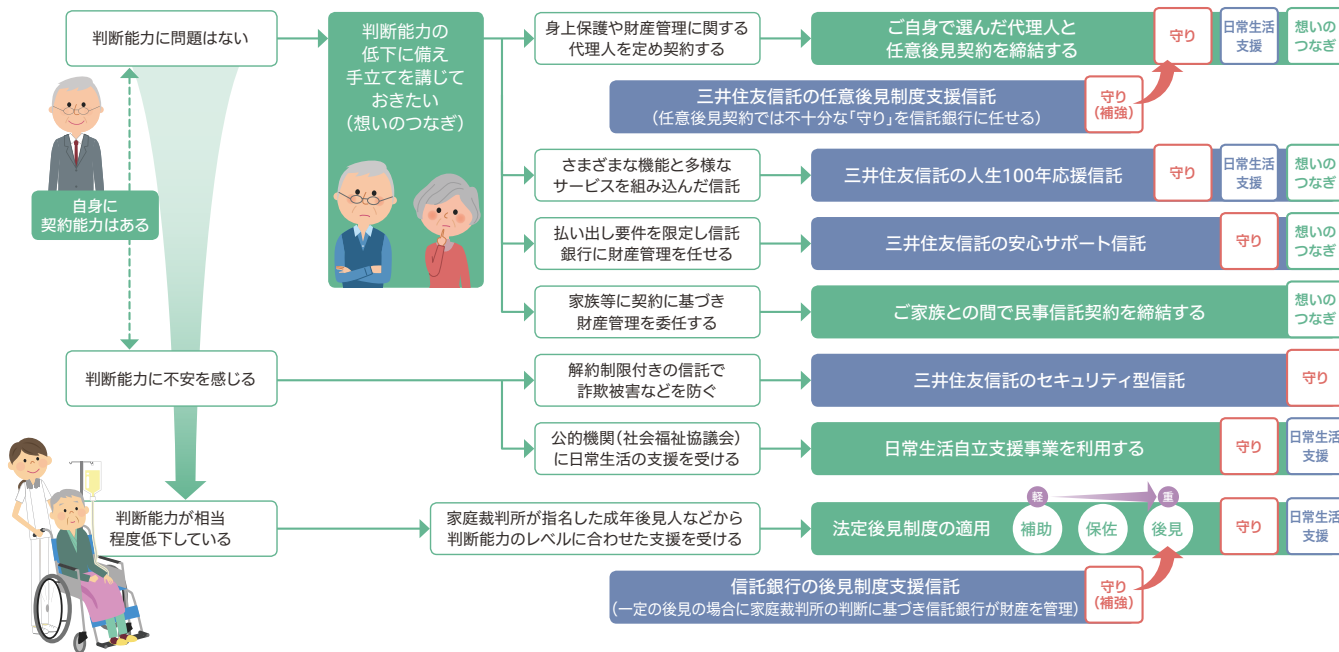 判断能力に問題はない
自身に
契約能力はある
判断能力の
低下に備え
手立てを講じて
おきたい
(想いのつなぎ)
身上保護や財産管理に関する
代理人を定め契約する
ご自身で選んだ代理人と
任意後見契約を締結する
守り
日常生活
支援
想いの
つなぎ
三井住友信託の任意後見制度支援信託
(任意後見契約では不十分な「守り」を信託銀行に任せる)
守り
(補強)
さまざまな機能と多様な
サービスを組み込んだ信託
三井住友信託の人生100年応援信託
守り
日常生活
支援
想いの
つなぎ
払い出し要件を限定し信託
銀行に財産管理を任せる
三井住友信託の安心サポート信託
守り
想いの
つなぎ
家族等に契約に基づき
財産管理を委任する
ご家族との間で民事信託契約を締結する
想いの
つなぎ
判断能力に不安を感じる
解約制限付きの信託で
詐欺被害などを防ぐ
三井住友信託のセキュリティ型信託
守り
公的機関(社会福祉協議会)
に日常生活の支援を受ける
日常生活自立支援事業を利用する
守り
日常生活
支援
判断能力が相当
程度低下している
家庭裁判所が指名した成年後見人などから
判断能力のレベルに合わせた支援を受ける
法定後見制度の適用
軽
重
補助
保佐
後見
守り
日常生活
支援
信託銀行の後見制度支援信託
(一定の後見の場合に家庭裁判所の判断に基づき信託銀行が財産を管理)
守り
(補強)